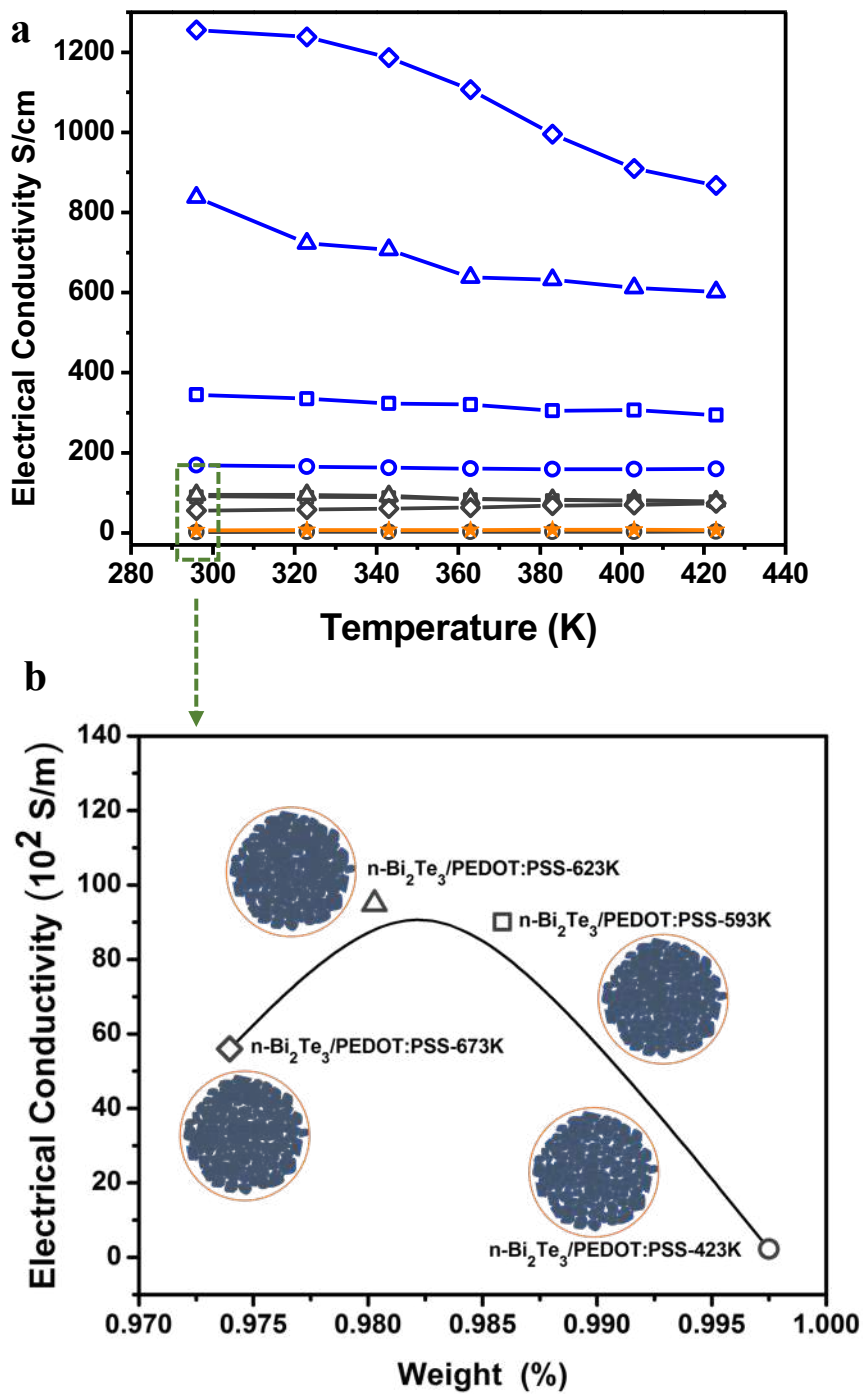 a
Electrical Conductivity S/cm
1200
1000
800
600
400
200
0
280 300 320 340 360 380 400 420 440
Temperature (K)
b
Electrical Conductivity (10² S/m)
140
120
100
80
60
40
20
0
n-Bi₂Te₃/PEDOT:PSS-623K
n-Bi₂Te₃/PEDOT:PSS-593K
n-Bi₂Te₃/PEDOT:PSS-673K
n-Bi₂Te₃/PEDOT:PSS-423K
0.970 0.975 0.980 0.985 0.990 0.995 1.000
Weight (%)